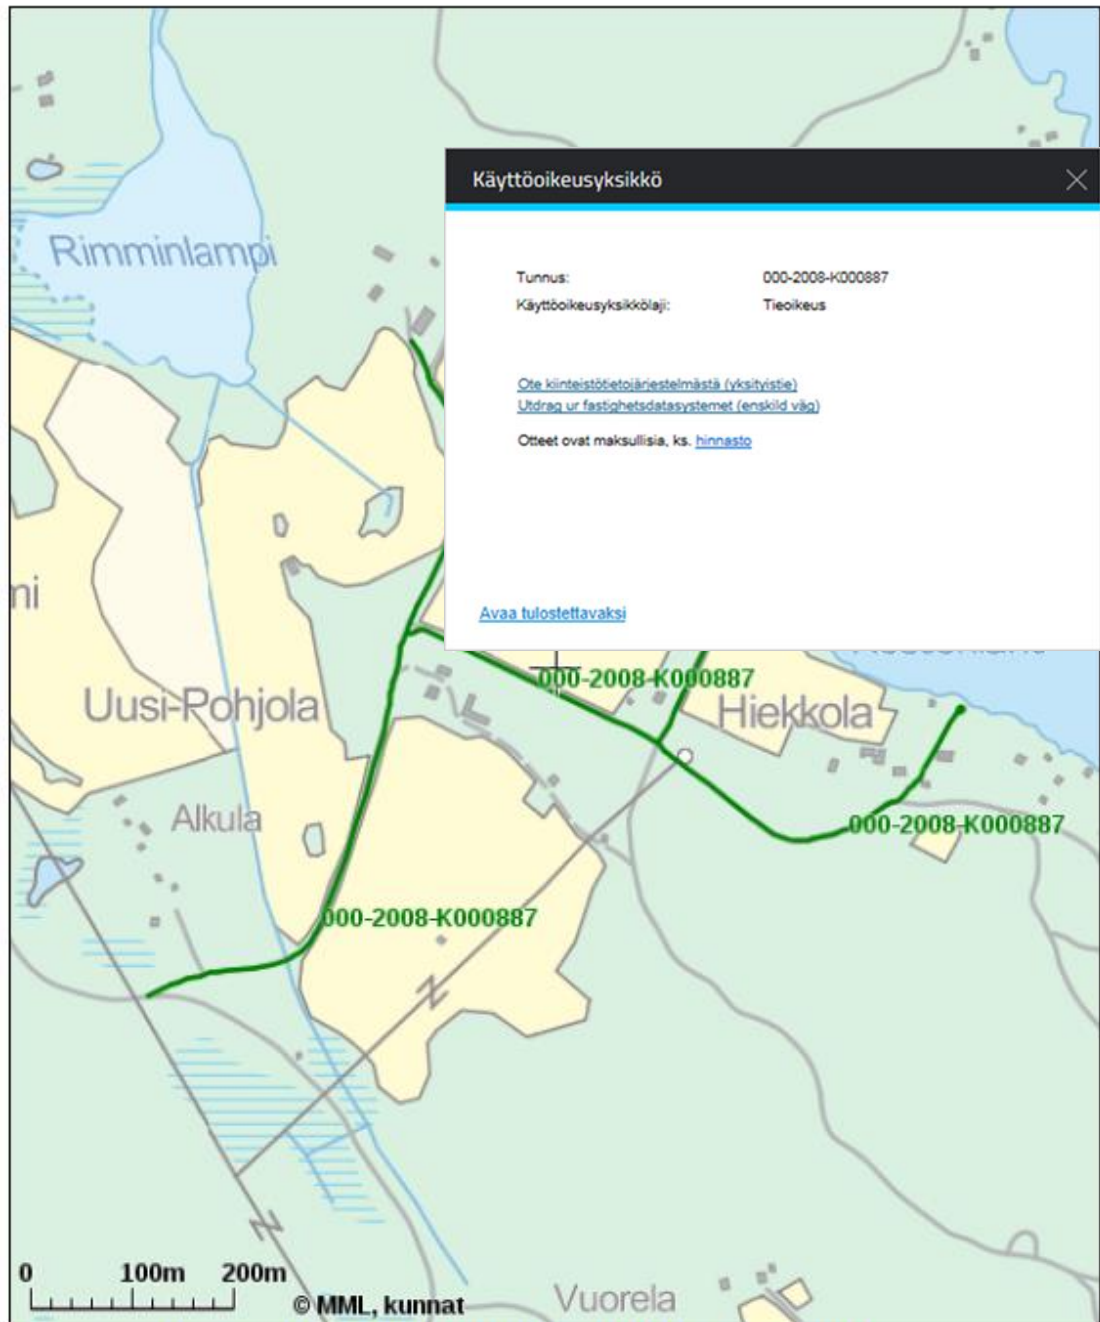 Käyttöoikeusyksikkö
Rimminlampi
Tunnus: 000-2008-K000887
Käyttöoikeusyksikkölaji: Tieoikeus
Ote kiinteistötietojärjestelmästä (yksityistie)
Utdrag ur fastighetsdatasystemet (enskild väg)
Otteet ovat maksullisia, ks. hinnasto
Avaa tulostettavaksi
000-2008-K000887
Uusi-Pohjola
Hiekkola
Alkula
000-2008-K000887
000-2008-K000887
0 100m 200m
© MML, kunnat
Vuorela